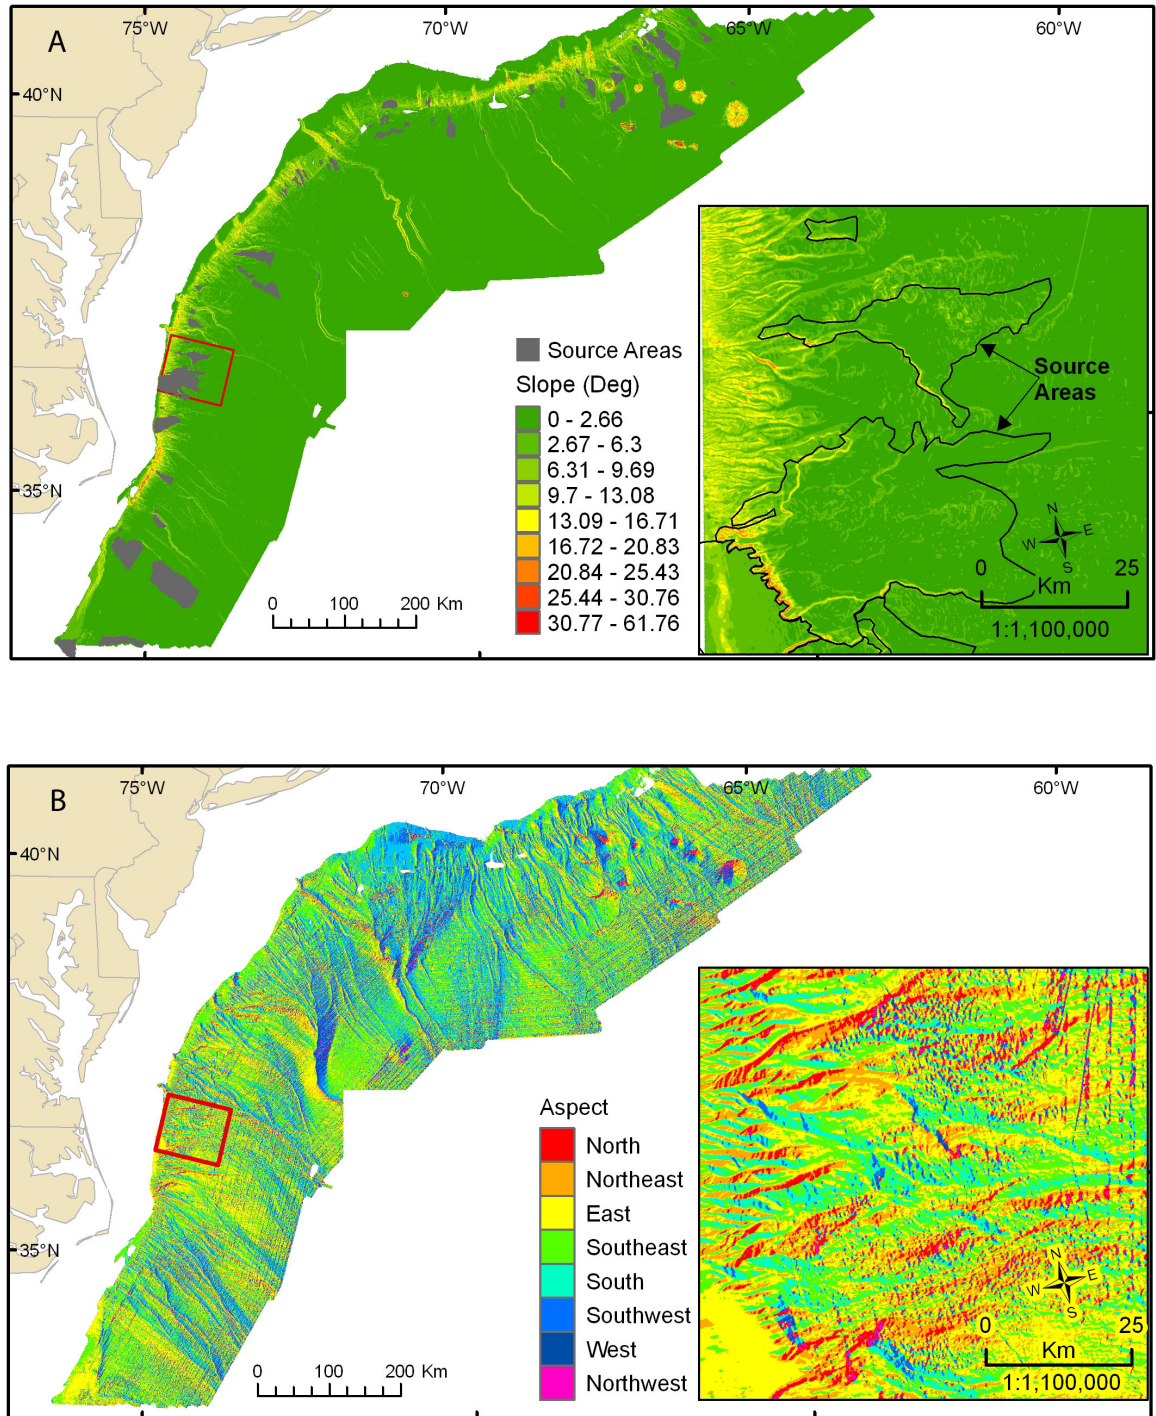 A
75°W
70°W
65°W
60°W
40°N
35°N
Source Areas
Slope (Deg)
0 - 2.66
2.67 - 6.3
6.31 - 9.69
9.7 - 13.08
13.09 - 16.71
16.72 - 20.83
20.84 - 25.43
25.44 - 30.76
30.77 - 61.76
0 100 200 Km
Source
Areas
N
W E
S
0 25
Km
1:1,100,000
B
75°W
70°W
65°W
60°W
40°N
35°N
Aspect
North
Northeast
East
Southeast
South
Southwest
West
Northwest
0 100 200 Km
N
W E
S
0 25
Km
1:1,100,000